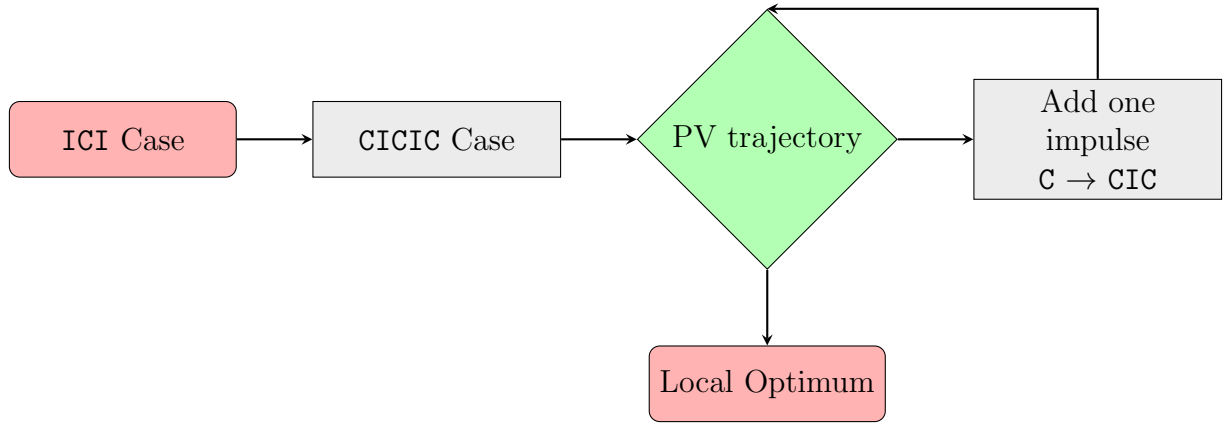 ICI Case
CICIC Case
PV trajectory
Add one
impulse
C → CIC
Local Optimum